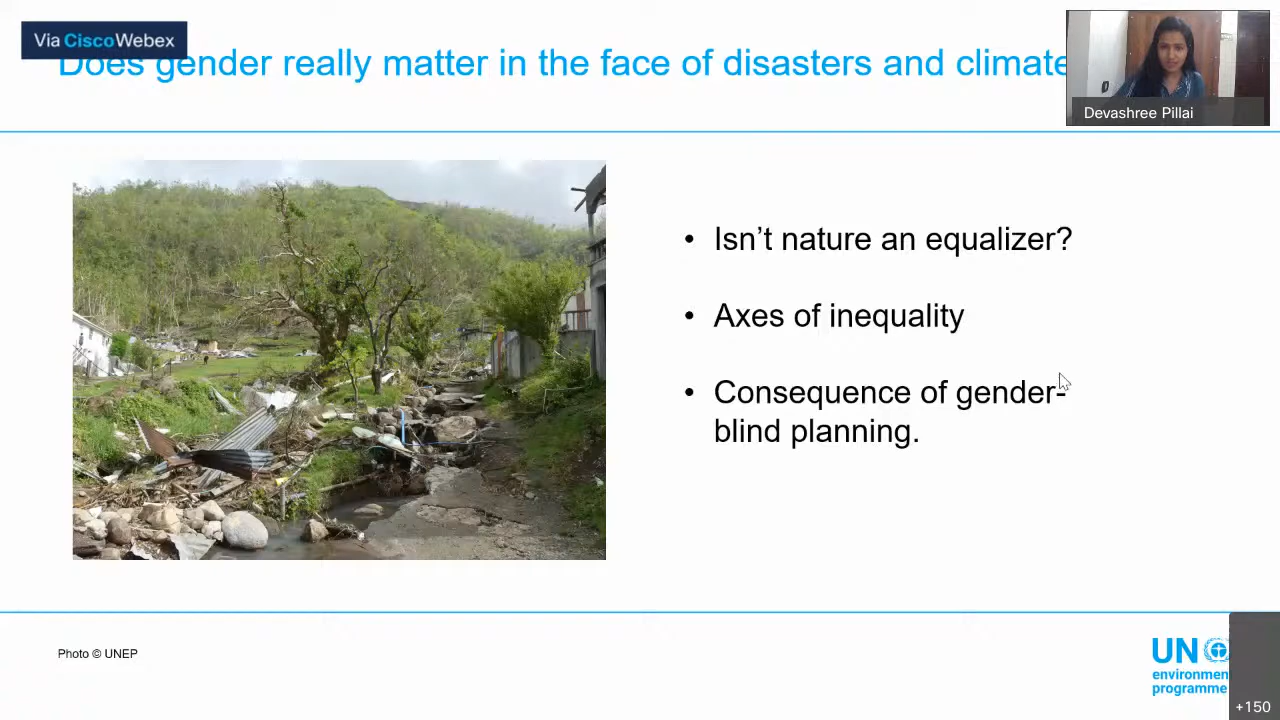 Via CiscoWebex
Does gender really matter in the face of disasters and climate
Devashree Pillai
• Isn’t nature an equalizer?
• Axes of inequality
• Consequence of gender-
blind planning.
Photo © UNEP
UN
environmen
programme
+150